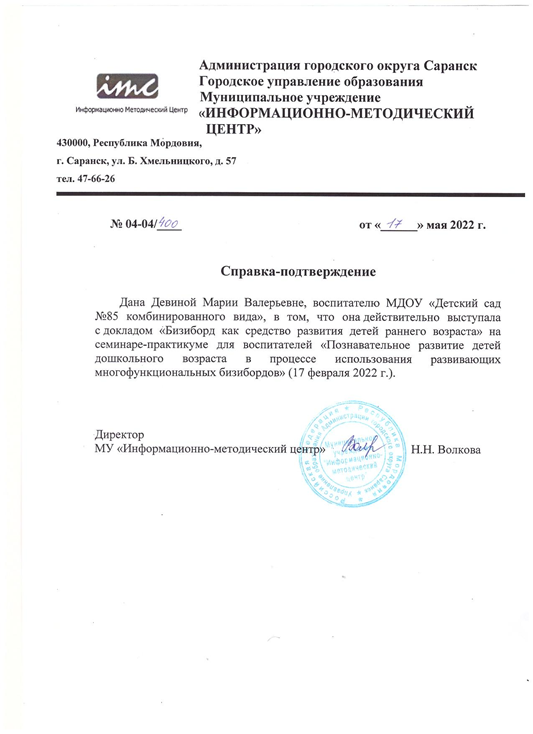 Администрация городского округа Саранск
Городское управление образования
Муниципальное учреждение
«ИНФОРМАЦИОННО-МЕТОДИЧЕСКИЙ
ЦЕНТР»
imc
Информационно Методический Центр
430000, Республика Мордовия,
г. Саранск, ул. Б. Хмельницкого, д. 57
тел. 47-66-26
№ 04-04/400 от « 17 » мая 2022 г.
Справка-подтверждение
Дана Девиной Марии Валерьевне, воспитателю МДОУ «Детский сад
№85 комбинированного вида», в том, что она действительно выступала
с докладом «Бизиборд как средство развития детей раннего возраста» на
семинаре-практикуме для воспитателей «Познавательное развитие детей
дошкольного возраста в процессе использования развивающих
многофункциональных бизибордов» (17 февраля 2022 г.).
Директор
МУ «Информационно-методический центр» Н.Н. Волкова
Информационно-
методический
центр